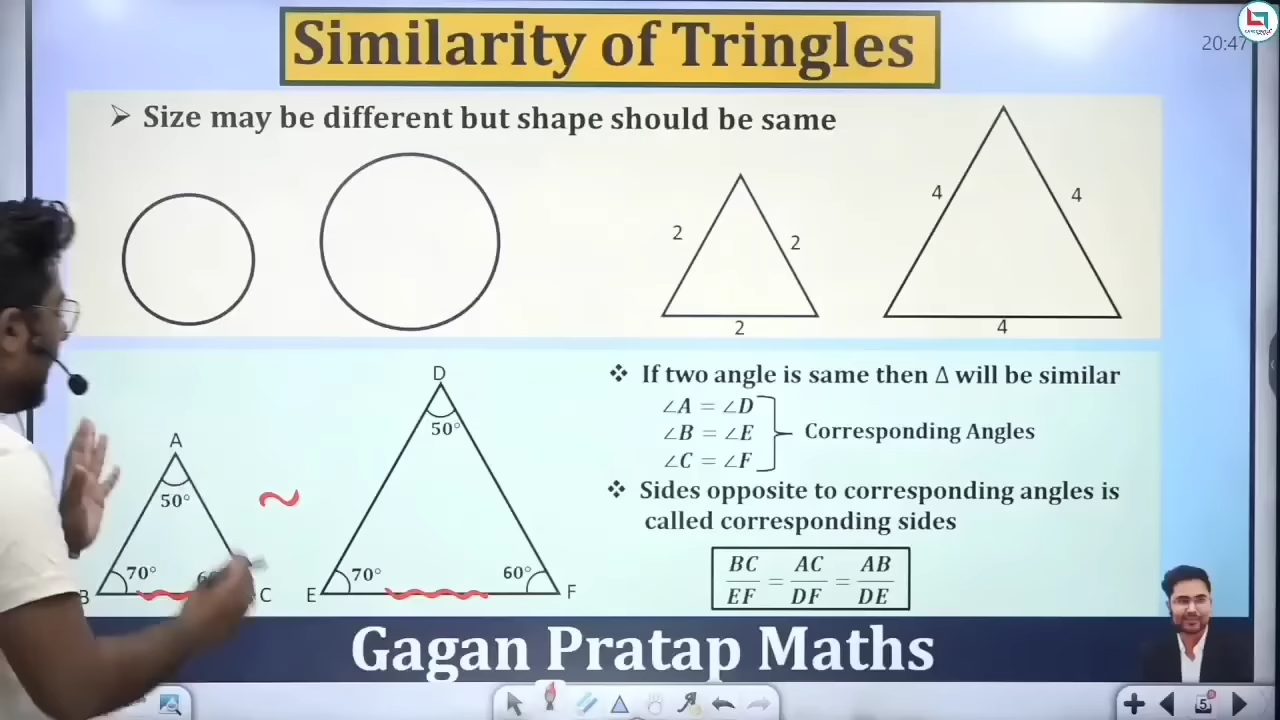 Similarity of Tringles
20:47
➢ Size may be different but shape should be same
2
2
2
4
4
4
A
50°
70°
B
C
~
D
50°
70°
60°
E
F
❖ If two angle is same then Δ will be similar
∠A = ∠D
∠B = ∠E
∠C = ∠F
Corresponding Angles
❖ Sides opposite to corresponding angles is
called corresponding sides
BC/EF = AC/DF = AB/DE
Gagan Pratap Maths
5